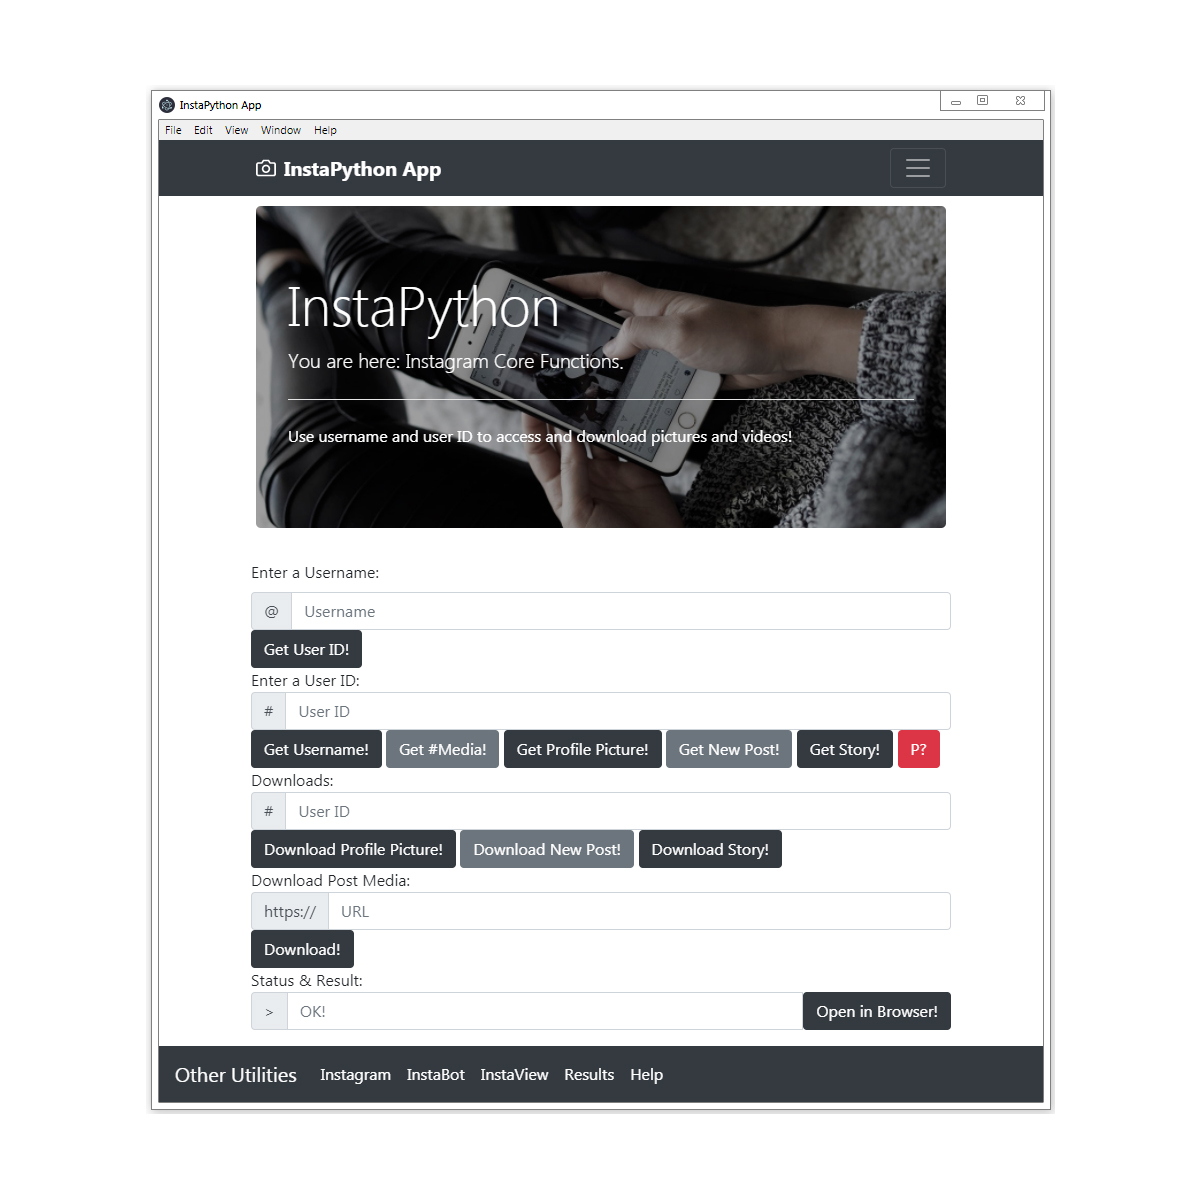 InstaPython App
File Edit View Window Help
InstaPython App
InstaPython
You are here: Instagram Core Functions.
Use username and user ID to access and download pictures and videos!
Enter a Username:
@ Username
Get User ID!
Enter a User ID:
# User ID
Get Username! Get #Media! Get Profile Picture! Get New Post! Get Story! P?
Downloads:
# User ID
Download Profile Picture! Download New Post! Download Story!
Download Post Media:
https:// URL
Download!
Status & Result:
> OK! Open in Browser!
Other Utilities Instagram InstaBot InstaView Results Help